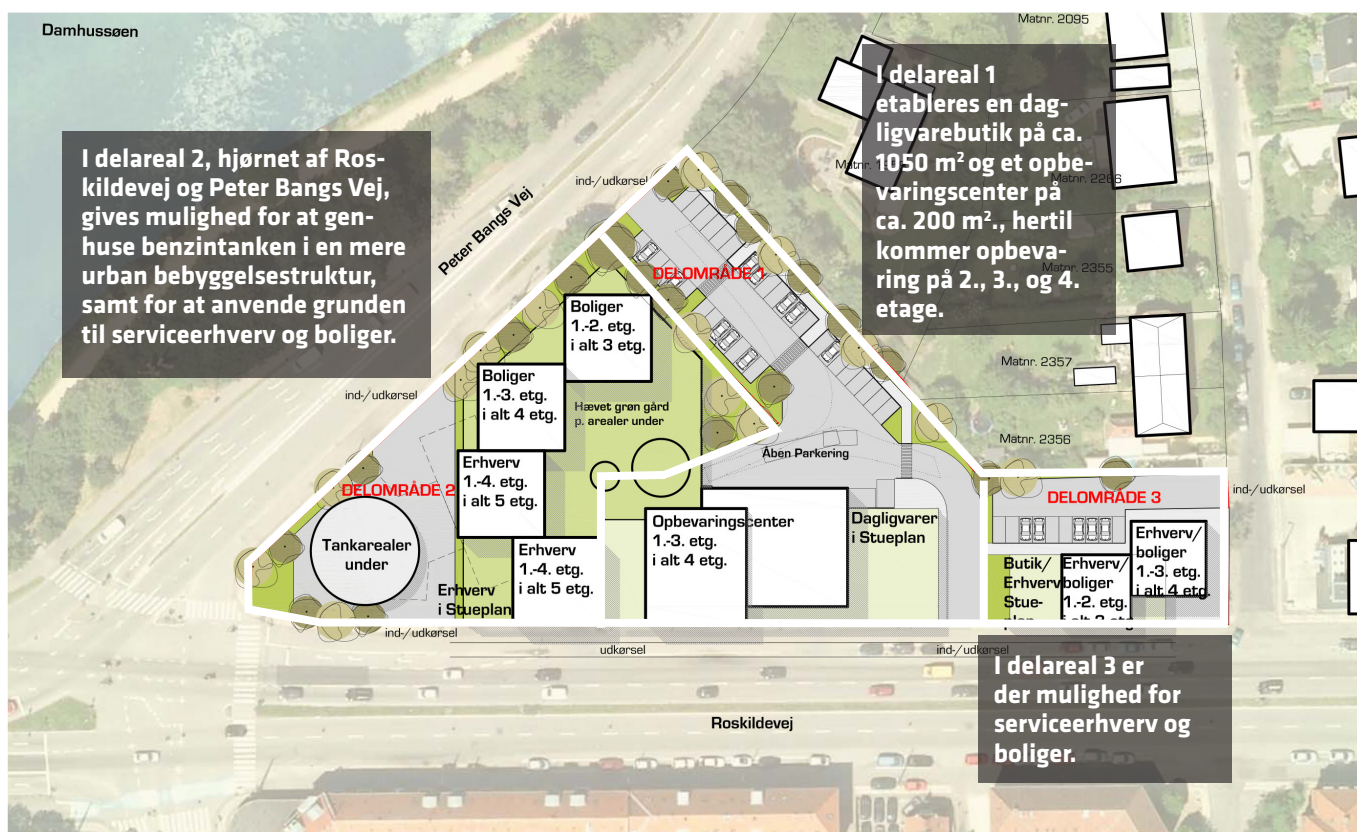 Damhussøen
Matnr. 2095
I delareal 1
etableres en dag-
ligvarebutik på ca.
1050 m² og et opbe-
varingscenter på
ca. 200 m²., hertil
kommer opbeva-
ring på 2., 3., og 4.
etage.
I delareal 2, hjørnet af Ros-
kildevej og Peter Bangs Vej,
gives mulighed for at gen-
huse benzintanken i en mere
urban bebyggelsestruktur,
samt for at anvende grunden
til serviceerhverv og boliger.
Matnr.
Matnr. 2266
Matnr. 2355
Matnr. 2357
Matnr. 2356
Peter Bangs Vej
ind-/udkørsel
DELOMRÅDE 1
Boliger
1.-2. etg.
i alt 3 etg.
ind-/udkørsel
Boliger
1.-3. etg.
i alt 4 etg.
Hævet grøn gård
p. arealer under
Åben Parkering
Erhverv
1.-4. etg.
i alt 5 etg.
DELOMRÅDE 2
DELOMRÅDE 3
ind-/udkørsel
Tankarealer
under
Erhverv
1.-4. etg.
i alt 5 etg.
Erhverv
i Stueplan
Opbevaringscenter
1.-3. etg.
i alt 4 etg.
Dagligvarer
i Stueplan
Butik/
Erhverv
Stue-
Erhverv/
boliger
1.-2. etg.
Erhverv/
boliger
1.-3. etg.
i alt 4 etg.
ind-/udkørsel
udkørsel
ind-/udkørsel
I delareal 3 er
der mulighed for
serviceerhverv og
boliger.
Roskildevej